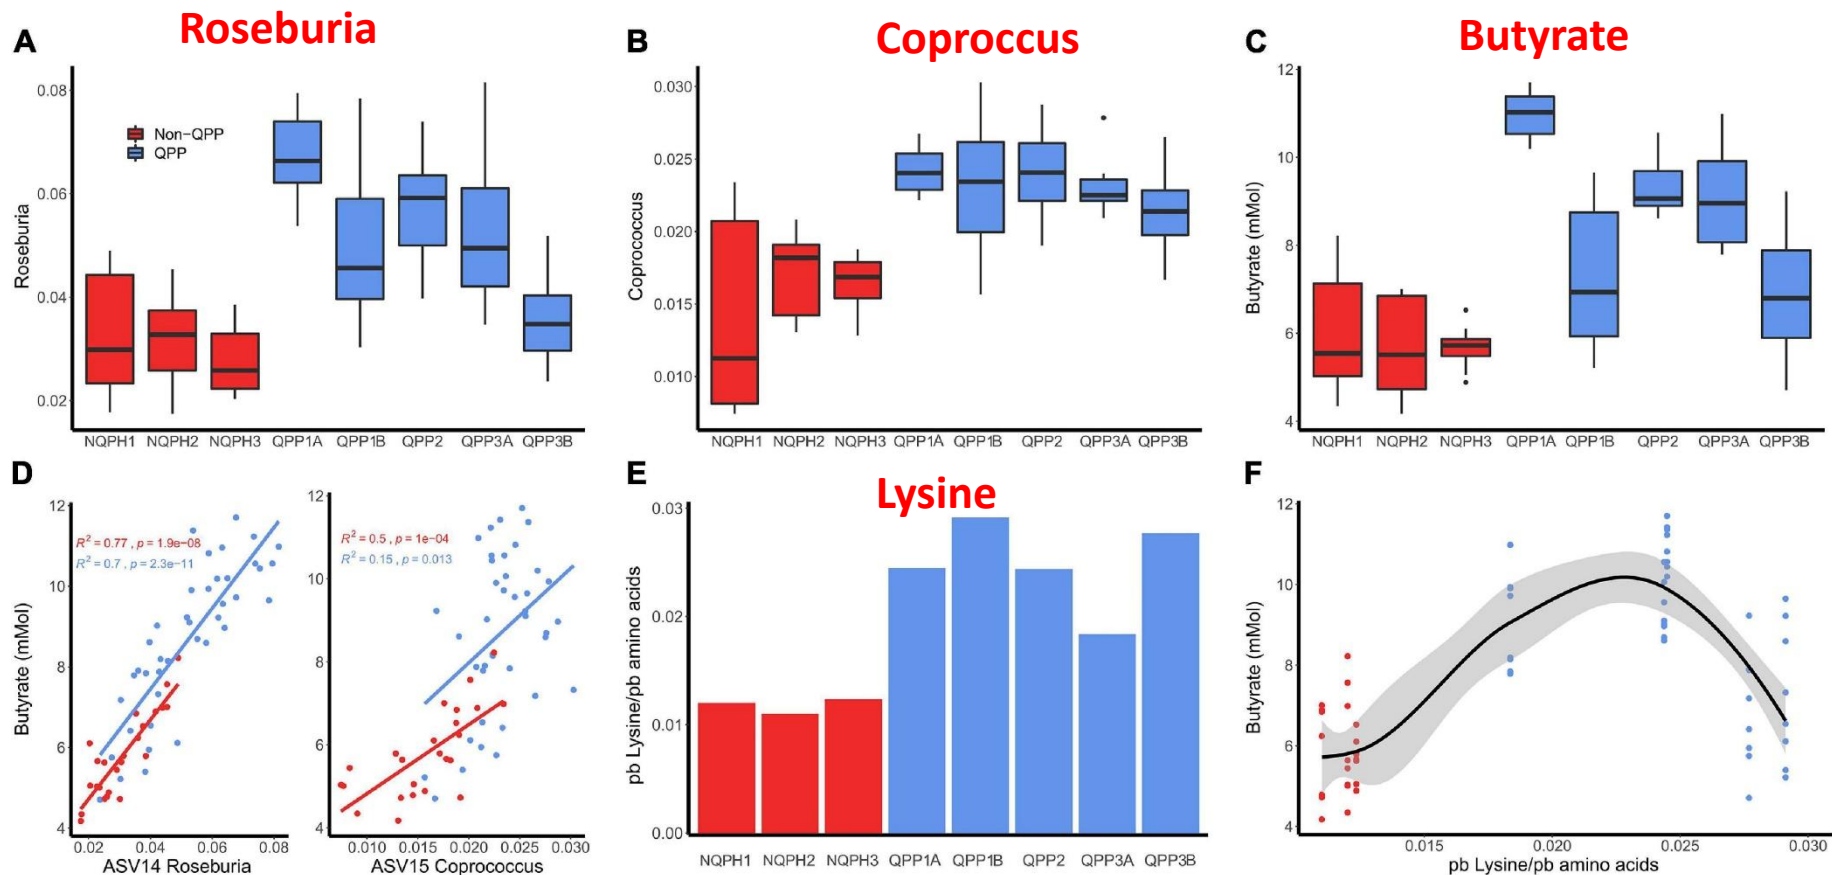 A
Roseburia
B
Coproccus
C
Butyrate
0.08
0.06
0.04
0.02
Roseburia
Non-QPP
QPP
NQPH1 NQPH2 NQPH3 QPP1A QPP1B QPP2 QPP3A QPP3B
0.030
0.025
0.020
0.015
0.010
Coprococcus
NQPH1 NQPH2 NQPH3 QPP1A QPP1B QPP2 QPP3A QPP3B
12
10
8
6
4
Butyrate (mMol)
NQPH1 NQPH2 NQPH3 QPP1A QPP1B QPP2 QPP3A QPP3B
D
12
10
8
6
4
Butyrate (mMol)
R² = 0.77 , p = 1.9e-08
R² = 0.7 , p = 2.3e-11
0.02 0.04 0.06 0.08
ASV14 Roseburia
12
10
8
6
4
R² = 0.5 , p = 1e-04
R² = 0.15 , p = 0.013
0.010 0.015 0.020 0.025 0.030
ASV15 Coprococcus
E
Lysine
0.03
0.02
0.01
0.00
pb Lysine/pb amino acids
NQPH1 NQPH2 NQPH3 QPP1A QPP1B QPP2 QPP3A QPP3B
F
12
10
8
6
4
Butyrate (mMol)
0.015 0.020 0.025 0.030
pb Lysine/pb amino acids